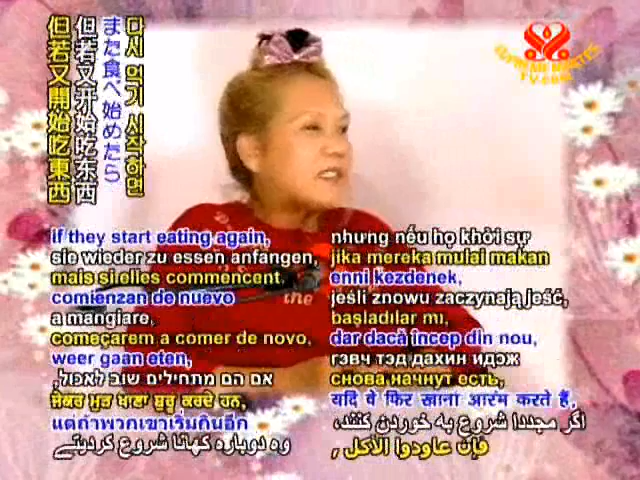 다시 먹기 시작하면
また食べ始めたら
但若又开始吃东西
但若又開始吃東西
if they start eating again,
sie wieder zu essen anfangen,
mais sirelles commencent,
comienzan de nuevo
a mangiare,
começarem a comer de novo,
weer gaan eten,
אם הם מתחילים שוב לאכול,
ਜੇਕਰ ਮੁੜ ਖਾਣਾ ਸ਼ੁਰੂ ਕਰਦੇ ਹਨ,
แต่ถ้าพวกเขาเริ่มกินอีก
وہ دوبارہ کھانا شروع کردیتے
nhưng nếu họ khởi sự
jika mereka mulai makan
enni kezdenek,
jeśli znowu zaczynają jeść,
başladılar mı,
dar dacă încep din nou,
гэвч тэд дахин идэж
снова начнут есть,
यदि वे फिर खाना आरंभ करते हैं,
اگر مجددا شروع به خوردن کنند،
فإن عاودوا الأكل ,
the